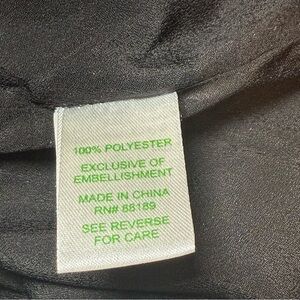 100% POLYESTER
EXCLUSIVE OF
EMBELLISHMENT
MADE IN CHINA
RN# 88189
SEE REVERSE
FOR CARE